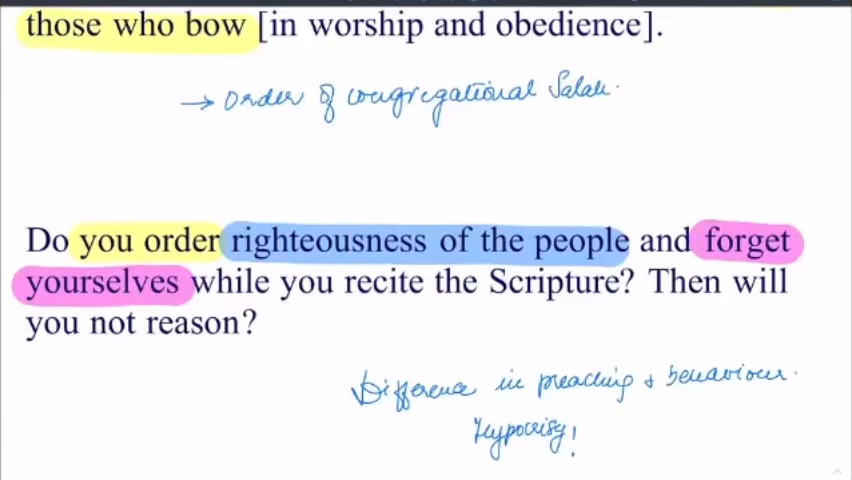 those who bow [in worship and obedience].
→ Order of congregational Salah.
Do you order righteousness of the people and forget
yourselves while you recite the Scripture? Then will
you not reason?
Difference in preaching & behaviour.
Hypocrisy!